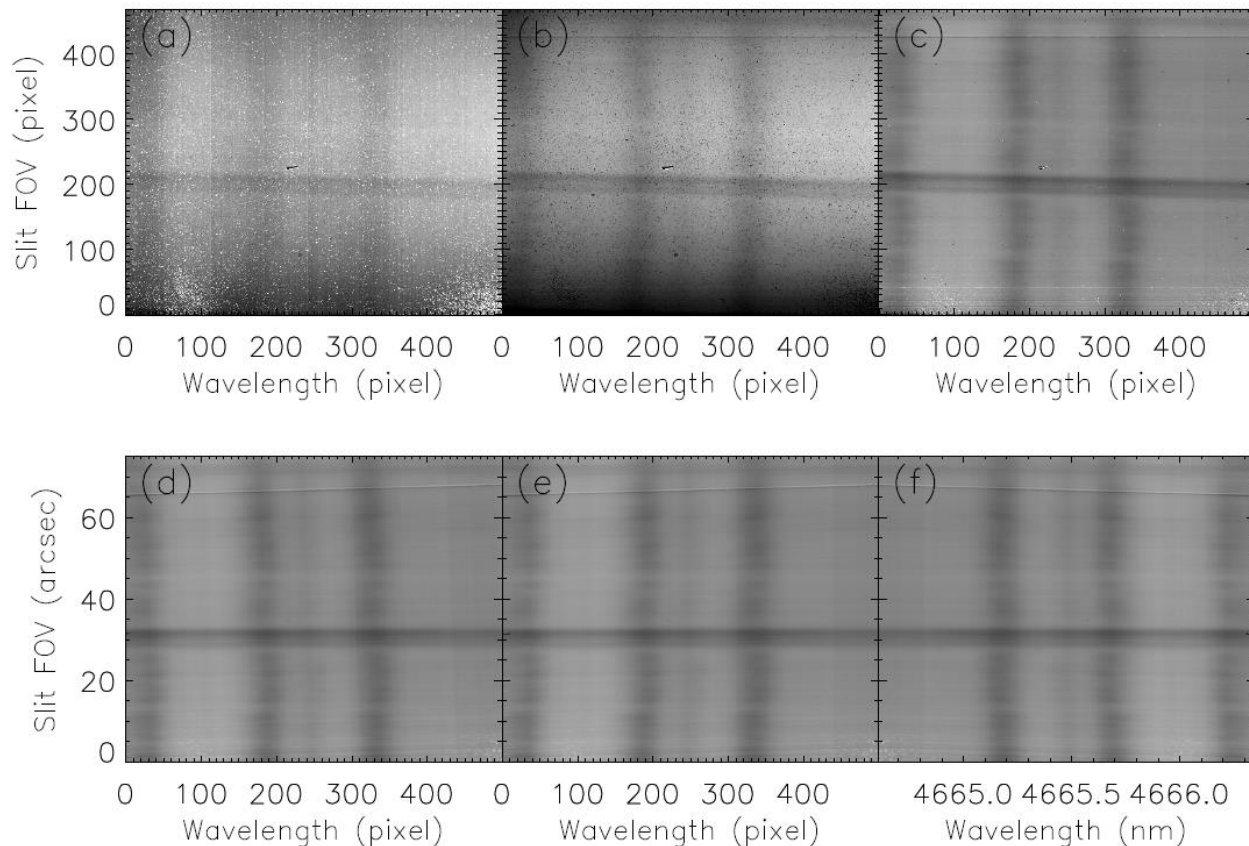 (a) (b) (c)
Slit FOV (pixel)
400
300
200
100
0
0 100 200 300 400 0 100 200 300 400 0 100 200 300 400
Wavelength (pixel) Wavelength (pixel) Wavelength (pixel)
(d) (e) (f)
Slit FOV (arcsec)
60
40
20
0
0 100 200 300 400 0 100 200 300 400 4665.0 4665.5 4666.0
Wavelength (pixel) Wavelength (pixel) Wavelength (nm)